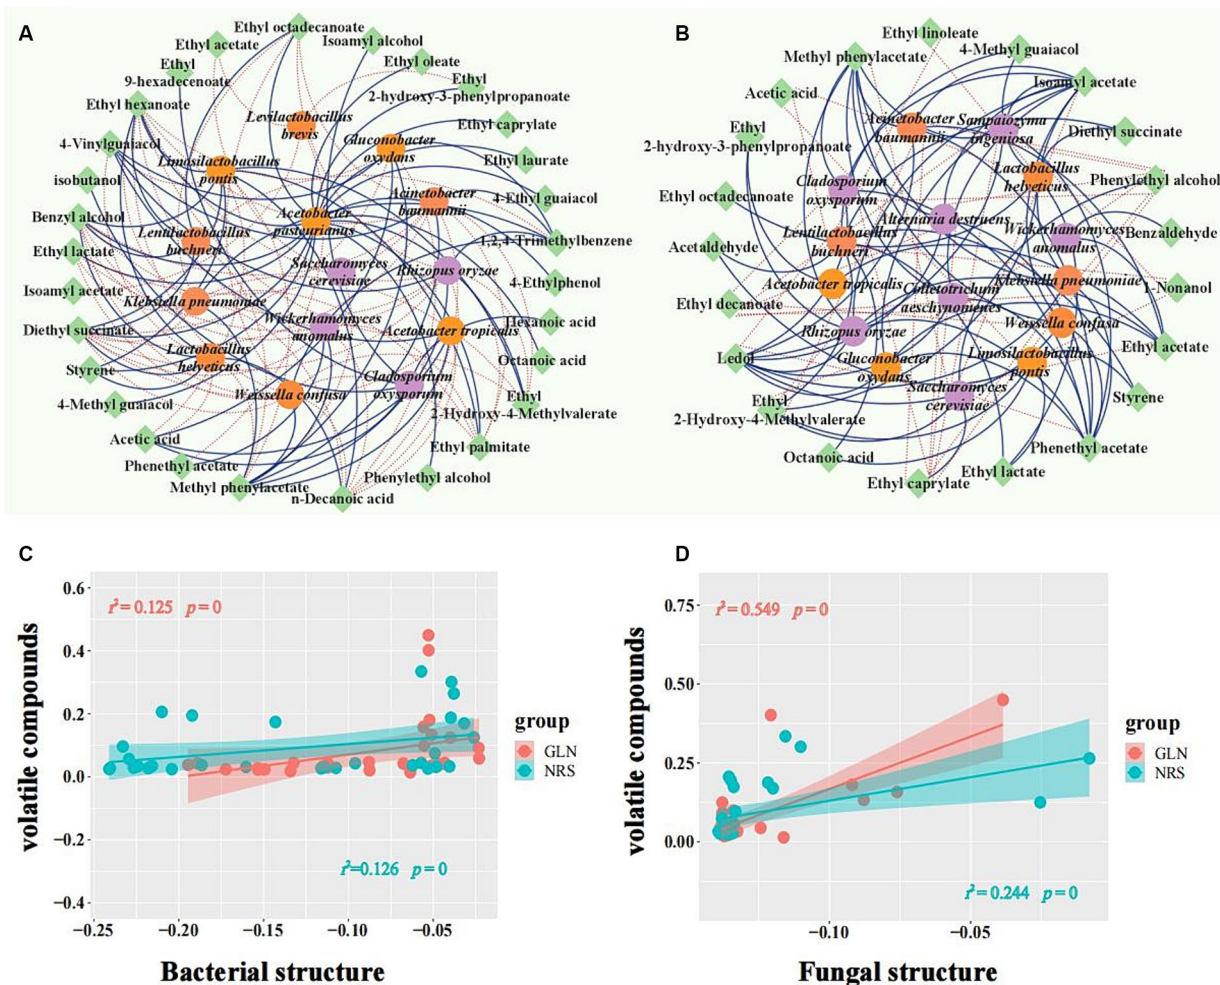 A
Ethyl octadecanoate
Ethyl acetate
Isoamyl alcohol
Ethyl
9-hexadecenoate
Ethyl oleate
Ethyl
2-hydroxy-3-phenylpropanoate
Ethyl hexanoate
Ethyl caprylate
4-Vinylguaiacol
Ethyl laurate
isobutanol
4-Ethyl guaiacol
Benzyl alcohol
1,2,4-Trimethylbenzene
Ethyl lactate
4-Ethylphenol
Isoamyl acetate
Hexanoic acid
Diethyl succinate
Octanoic acid
Styrene
Ethyl
2-Hydroxy-4-Methylvalerate
4-Methyl guaiacol
Acetic acid
Ethyl palmitate
Phenethyl acetate
Phenylethyl alcohol
Methyl phenylacetate
n-Decanoic acid
Levilactobacillus
brevis
Gluconobacter
oxydans
Limosilactobacillus
pontis
Acinetobacter
baumannii
Acetobacter
pasteurianus
Lentilactobacillus
buchneri
Saccharomyces
cerevisiae
Rhizopus oryzae
Klebstella pneumoniae
Wickerhamomyces
anomalus
Acetobacter tropicalis
Lactobacillus
helveticus
Cladosporium
oxysporum
Weissella confusa
B
Ethyl linoleate
4-Methyl guaiacol
Methyl phenylacetate
Isoamyl acetate
Acetic acid
Diethyl succinate
Ethyl
2-hydroxy-3-phenylpropanoate
Phenylethyl alcohol
Ethyl octadecanoate
Benzaldehyde
Acetaldehyde
1-Nonanol
Ethyl decanoate
Ethyl acetate
Ledol
Styrene
Ethyl
2-Hydroxy-4-Methylvalerate
Phenethyl acetate
Octanoic acid
Ethyl lactate
Ethyl caprylate
Acinetobacter
baumannii
Sampaiozyma
ingeniosa
Lactobacillus
helveticus
Cladosporium
oxysporum
Alternaria destruens
Lentilactobacillus
buchneri
Wickerhamomyces
anomalus
Acetobacter tropicalis
Klebstella pneumoniae
Colletotrichum
aeschynomenes
Rhizopus oryzae
Weissella confusa
Gluconobacter
oxydans
Limosilactobacillus
pontis
Saccharomyces
cerevisiae
C
volatile compounds
0.6
0.4
0.2
0.0
−0.2
−0.4
r²=0.125 p=0
r²=0.126 p=0
−0.25
−0.20
−0.15
−0.10
−0.05
Bacterial structure
group
GLN
NRS
D
volatile compounds
0.75
0.50
0.25
0.00
r²=0.549 p=0
r²=0.244 p=0
−0.10
−0.05
Fungal structure
group
GLN
NRS